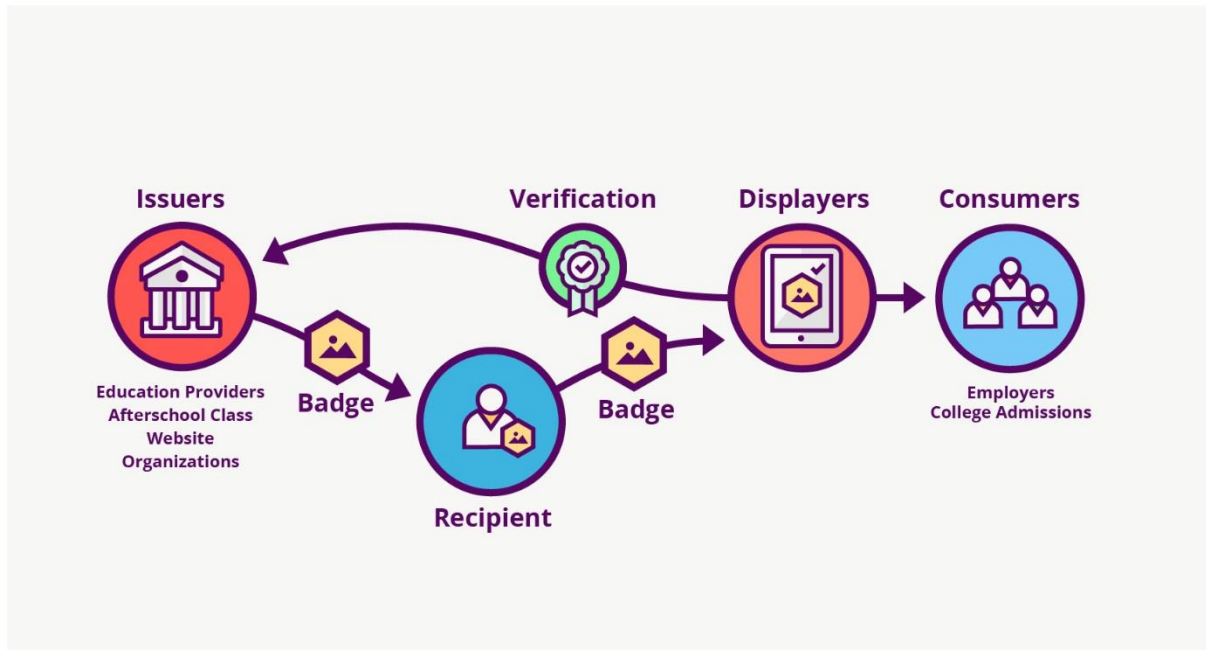 Issuers
Verification
Displayers
Consumers
Education Providers
Afterschool Class
Website
Organizations
Badge
Recipient
Badge
Employers
College Admissions